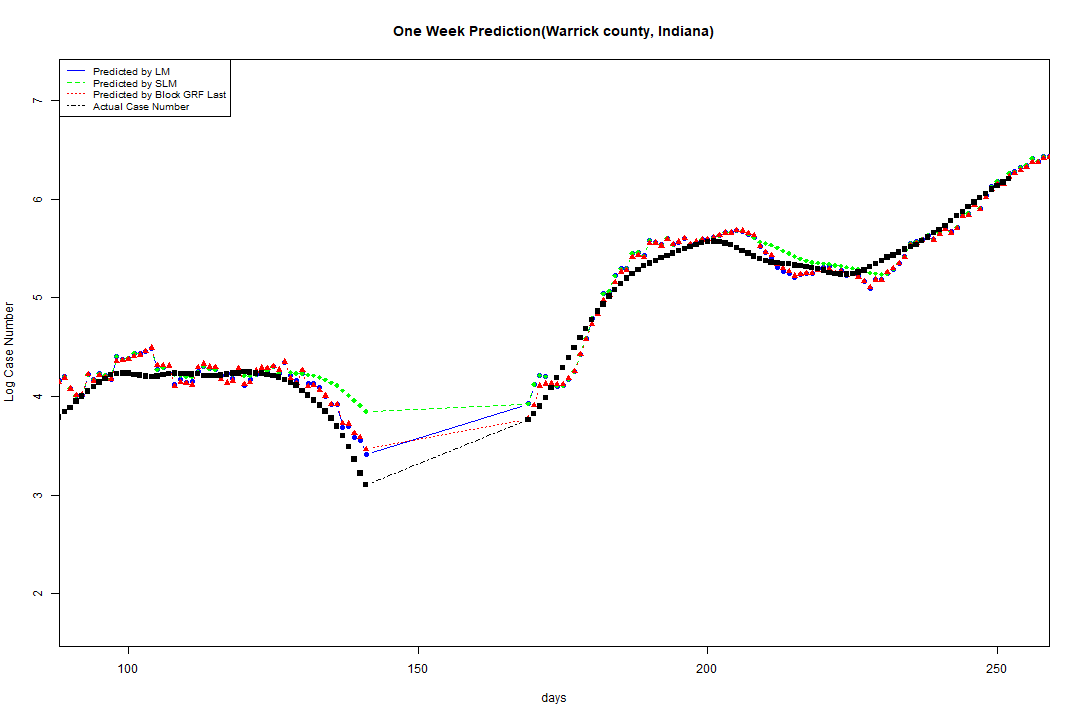 One Week Prediction(Warrick county, Indiana)
Predicted by LM
Predicted by SLM
Predicted by Block GRF Last
Actual Case Number
Log Case Number
7
6
5
4
3
2
100 150 200 250
days